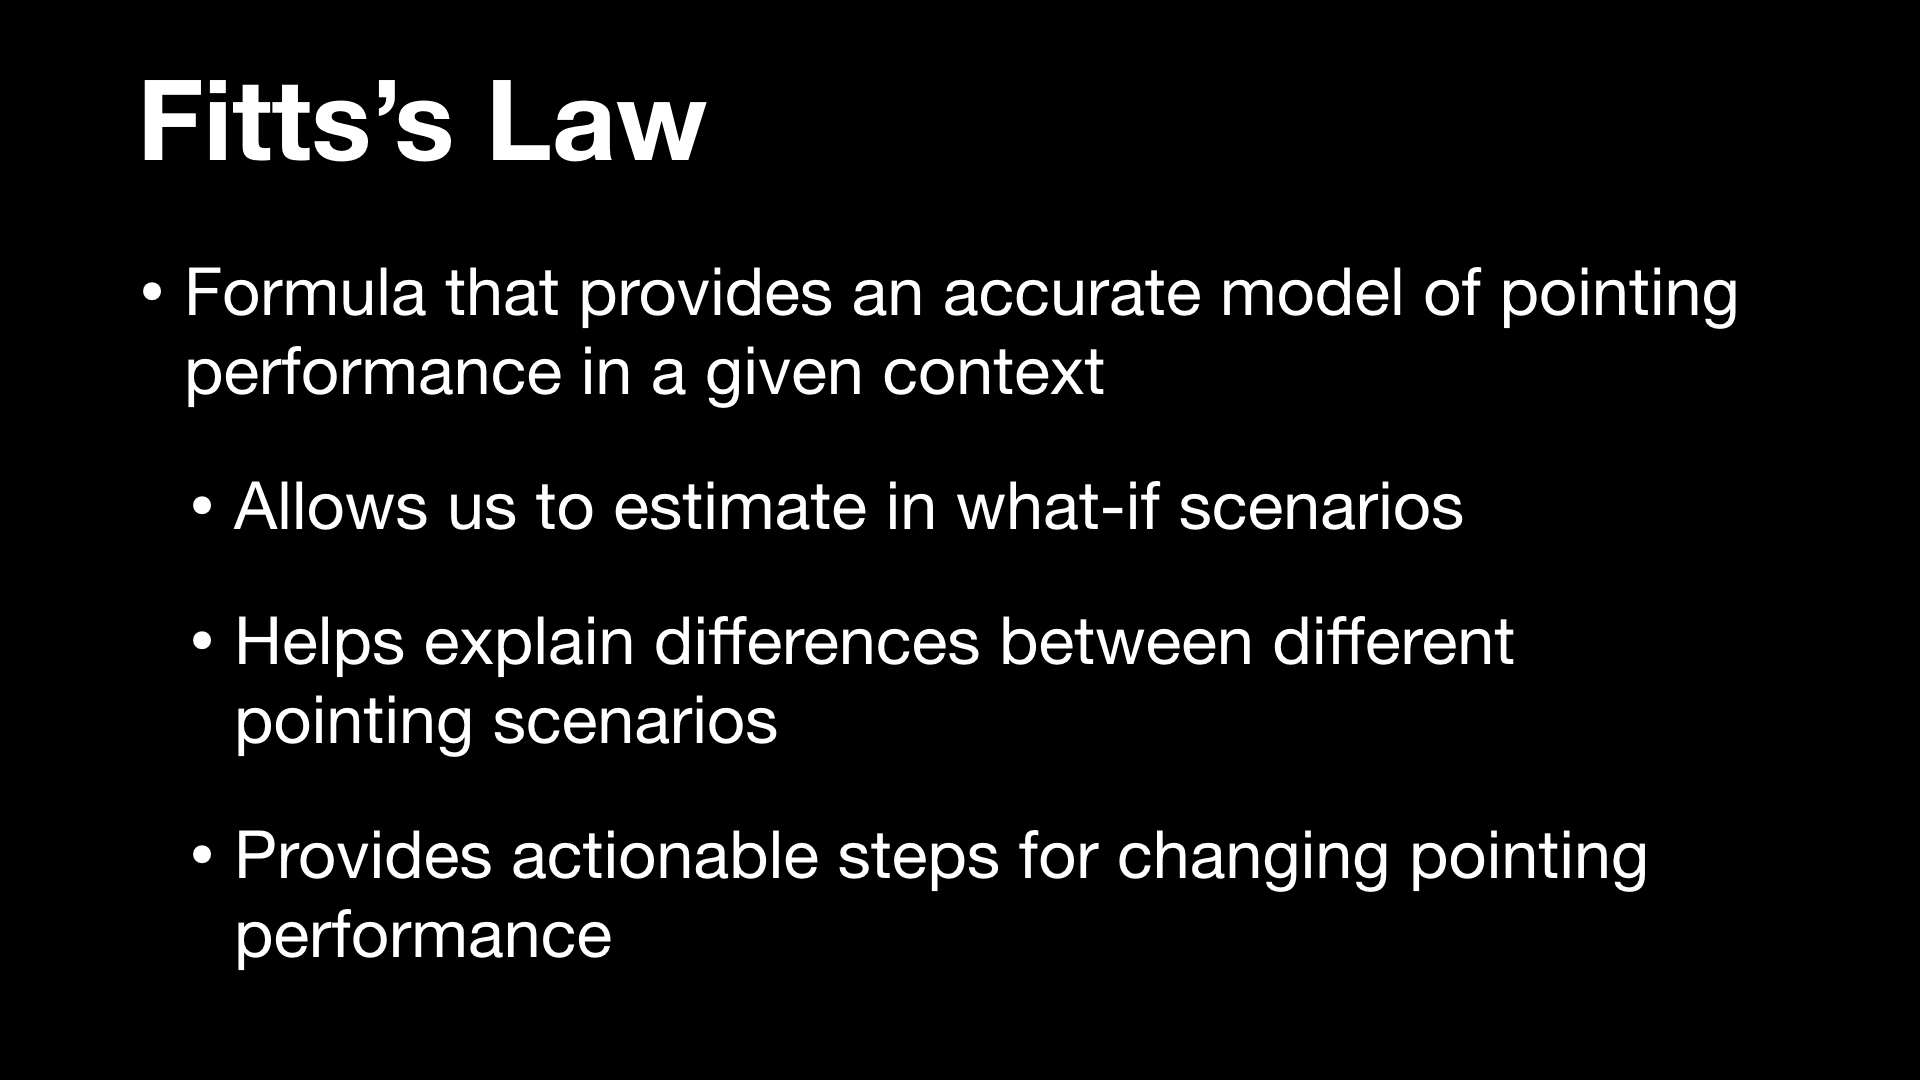 Fitts’s Law
• Formula that provides an accurate model of pointing
performance in a given context
• Allows us to estimate in what-if scenarios
• Helps explain differences between different
pointing scenarios
• Provides actionable steps for changing pointing
performance